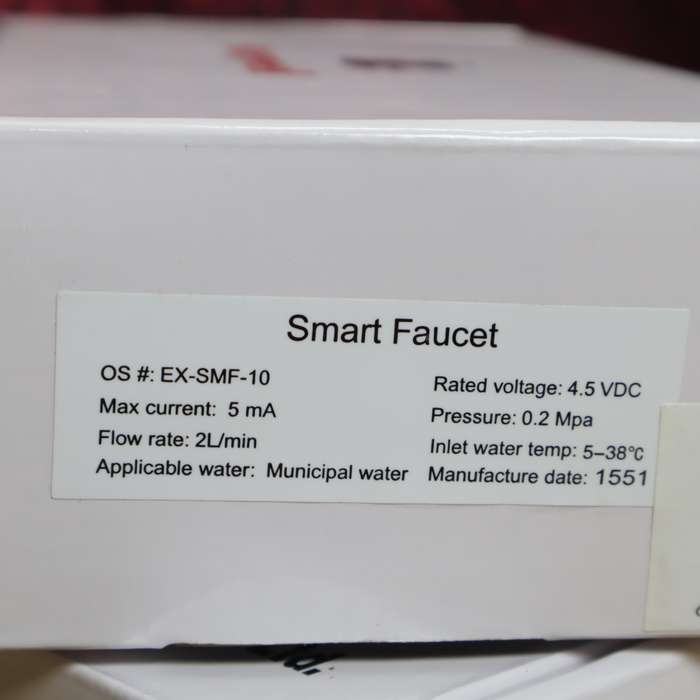 Smart Faucet
OS #: EX-SMF-10
Max current: 5 mA
Flow rate: 2L/min
Applicable water: Municipal water
Rated voltage: 4.5 VDC
Pressure: 0.2 Mpa
Inlet water temp: 5–38℃
Manufacture date: 1551